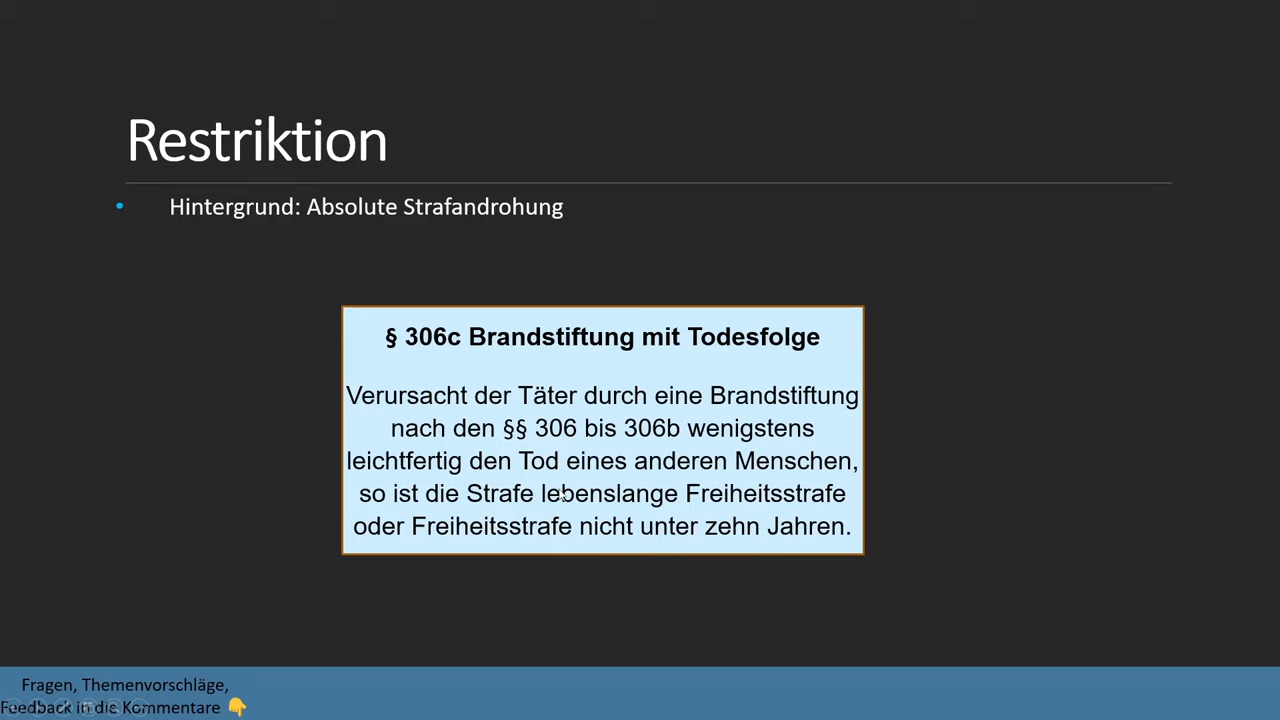 Restriktion
• Hintergrund: Absolute Strafandrohung
§ 306c Brandstiftung mit Todesfolge
Verursacht der Täter durch eine Brandstiftung
nach den §§ 306 bis 306b wenigstens
leichtfertig den Tod eines anderen Menschen,
so ist die Strafe lebenslange Freiheitsstrafe
oder Freiheitsstrafe nicht unter zehn Jahren.
Fragen, Themenvorschläge,
Feedback in die Kommentare 👇